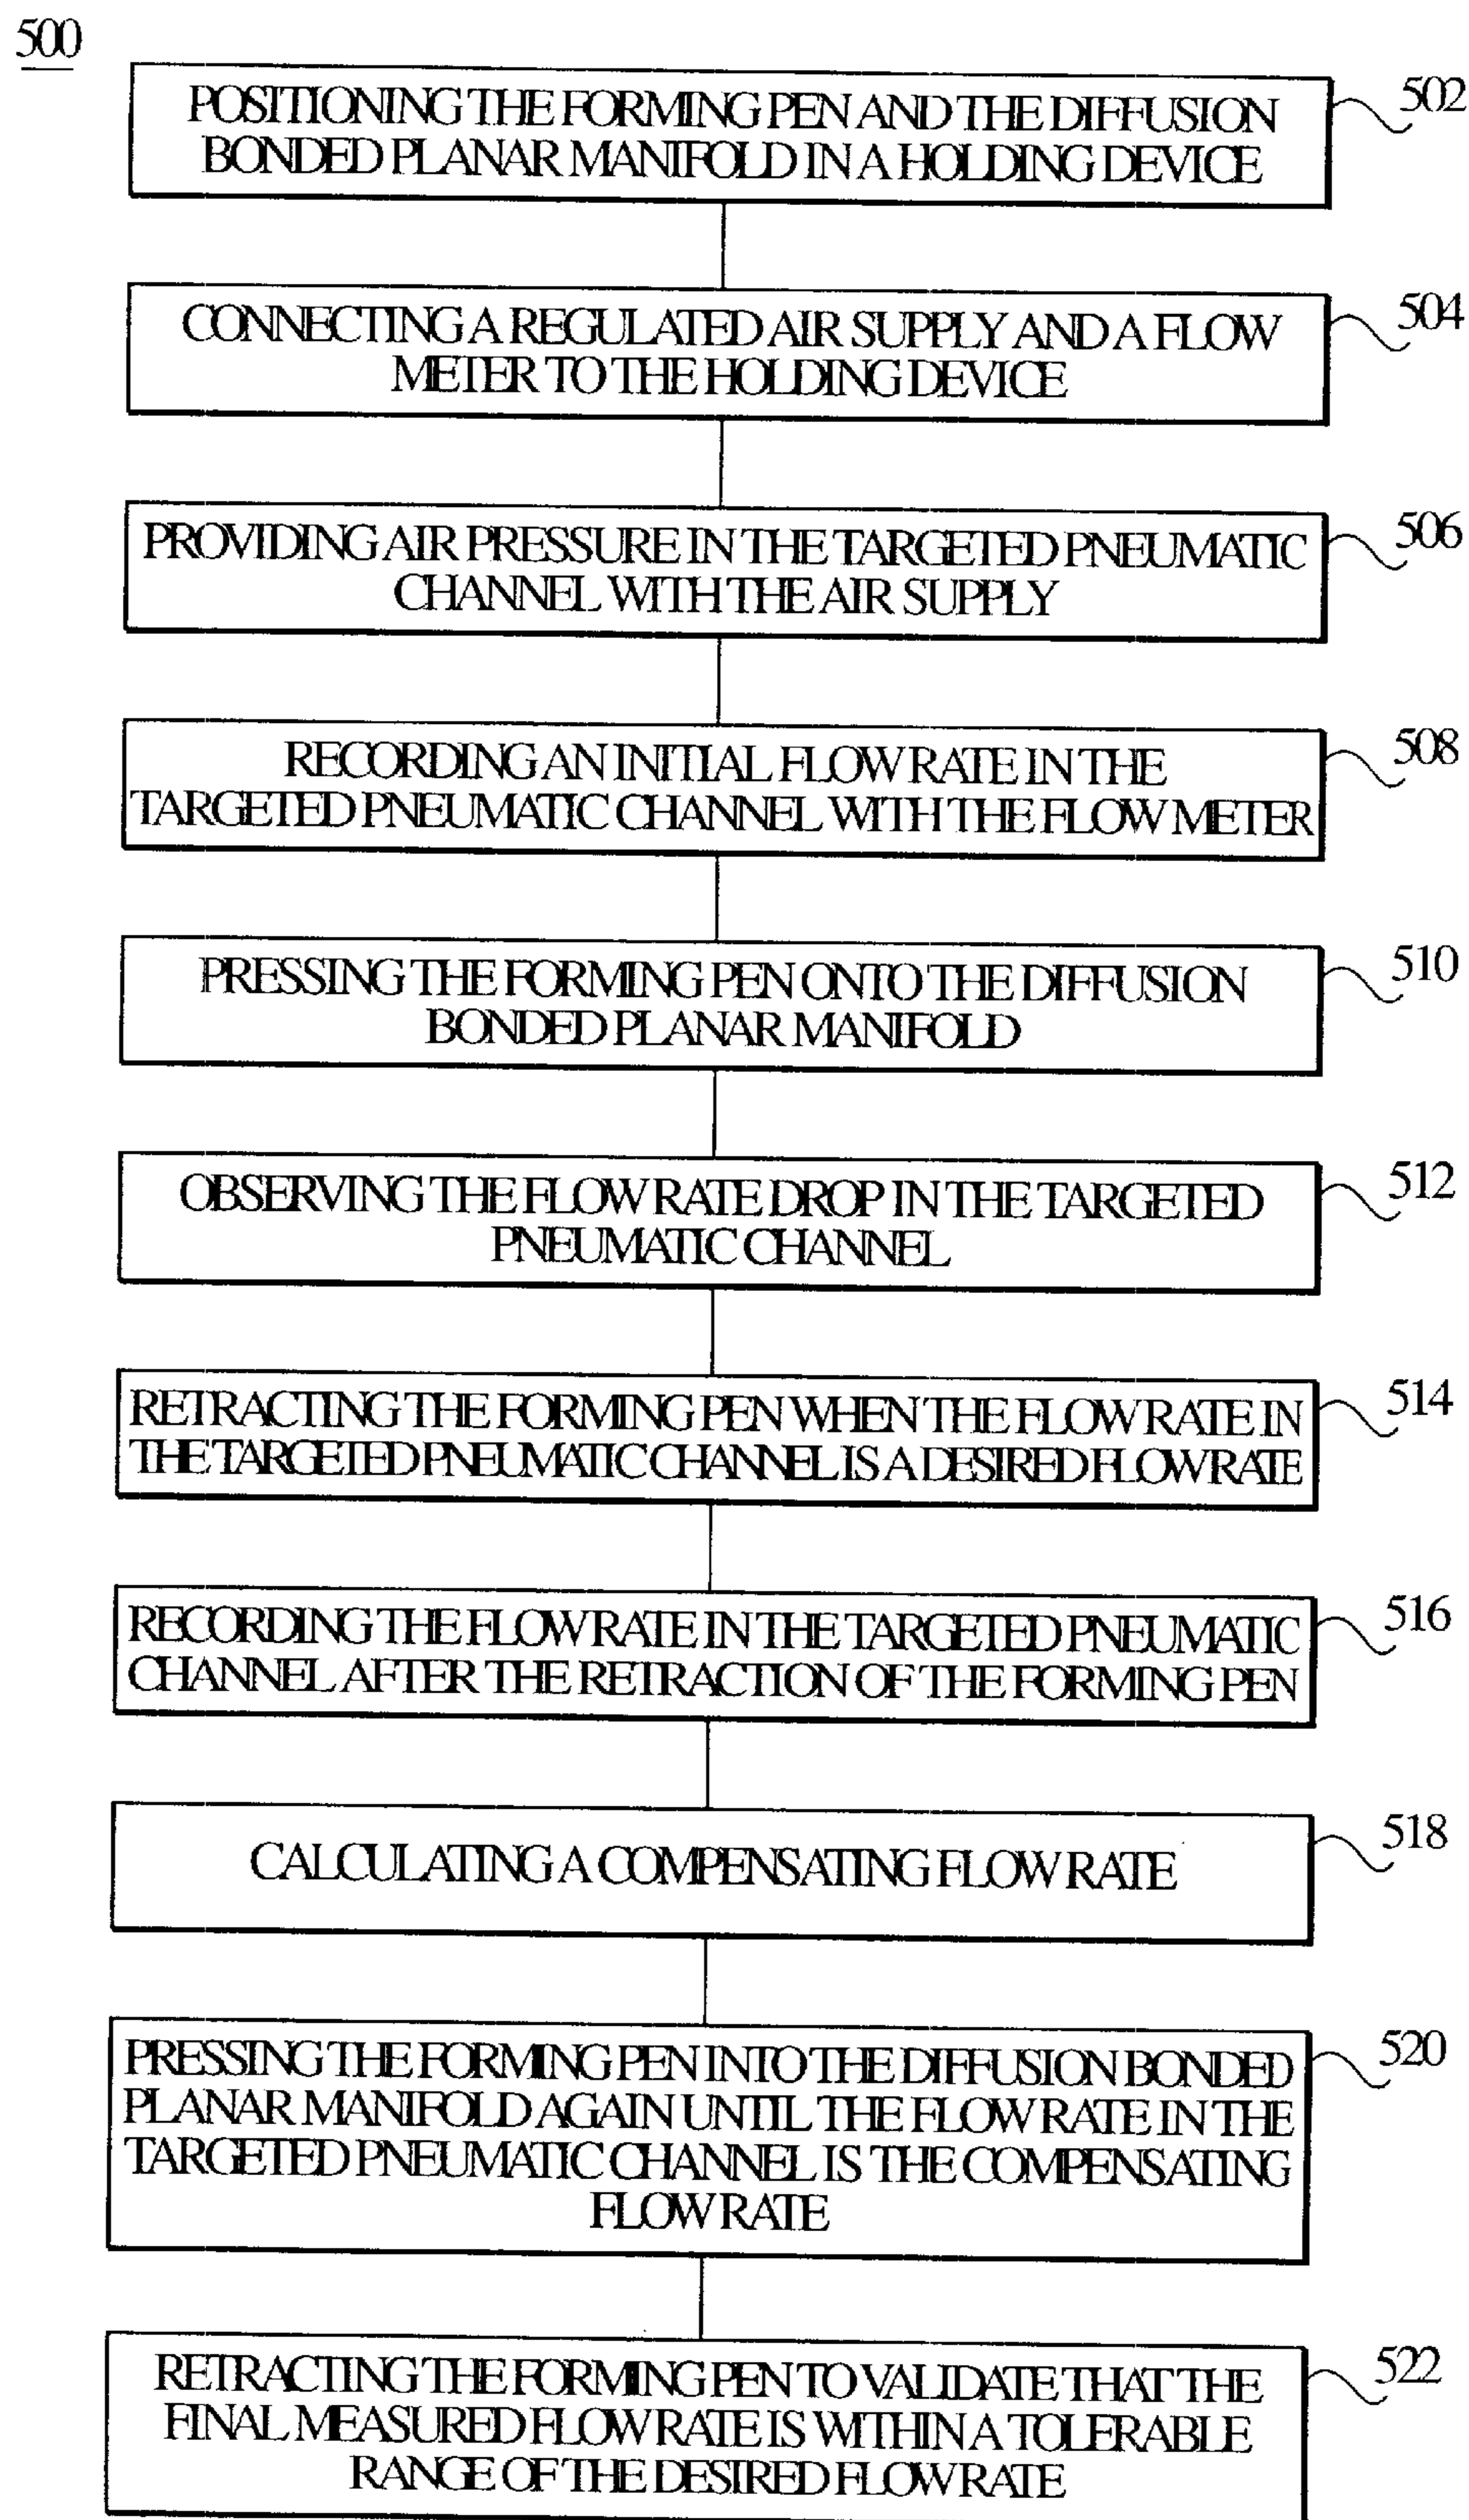 500
POSITIONING THE FORMING PEN AND THE DIFFUSION
BONDED PLANAR MANIFOLD IN A HOLDING DEVICE
502
CONNECTING A REGULATED AIR SUPPLY AND A FLOW
METER TO THE HOLDING DEVICE
504
PROVIDING AIR PRESSURE IN THE TARGETED PNEUMATIC
CHANNEL WITH THE AIR SUPPLY
506
RECORDING AN INITIAL FLOW RATE IN THE
TARGETED PNEUMATIC CHANNEL WITH THE FLOW METER
508
PRESSING THE FORMING PEN ONTO THE DIFFUSION
BONDED PLANAR MANIFOLD
510
OBSERVING THE FLOW RATE DROP IN THE TARGETED
PNEUMATIC CHANNEL
512
RETRACTING THE FORMING PEN WHEN THE FLOW RATE IN
THE TARGETED PNEUMATIC CHANNEL IS A DESIRED FLOW RATE
514
RECORDING THE FLOW RATE IN THE TARGETED PNEUMATIC
CHANNEL AFTER THE RETRACTION OF THE FORMING PEN
516
CALCULATING A COMPENSATING FLOW RATE
518
PRESSING THE FORMING PEN INTO THE DIFFUSION BONDED
PLANAR MANIFOLD AGAIN UNTIL THE FLOW RATE IN THE
TARGETED PNEUMATIC CHANNEL IS THE COMPENSATING
FLOW RATE
520
RETRACTING THE FORMING PEN TO VALIDATE THAT THE
FINAL MEASURED FLOW RATE IS WITHIN A TOLERABLE
RANGE OF THE DESIRED FLOW RATE
522